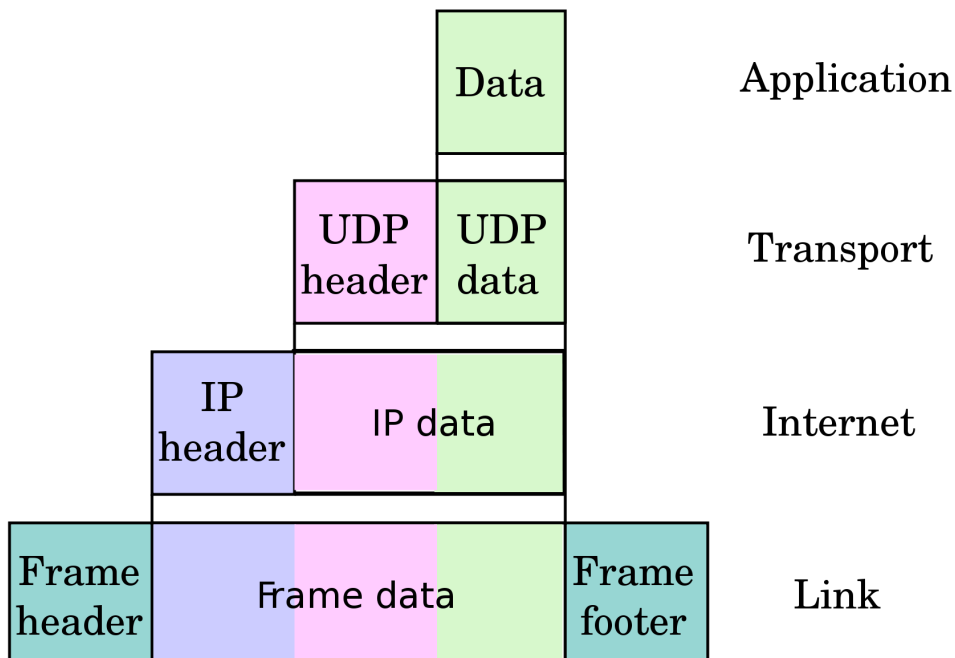 Data
Application
UDP
header
UDP
data
Transport
IP
header
IP data
Internet
Frame
header
Frame data
Frame
footer
Link